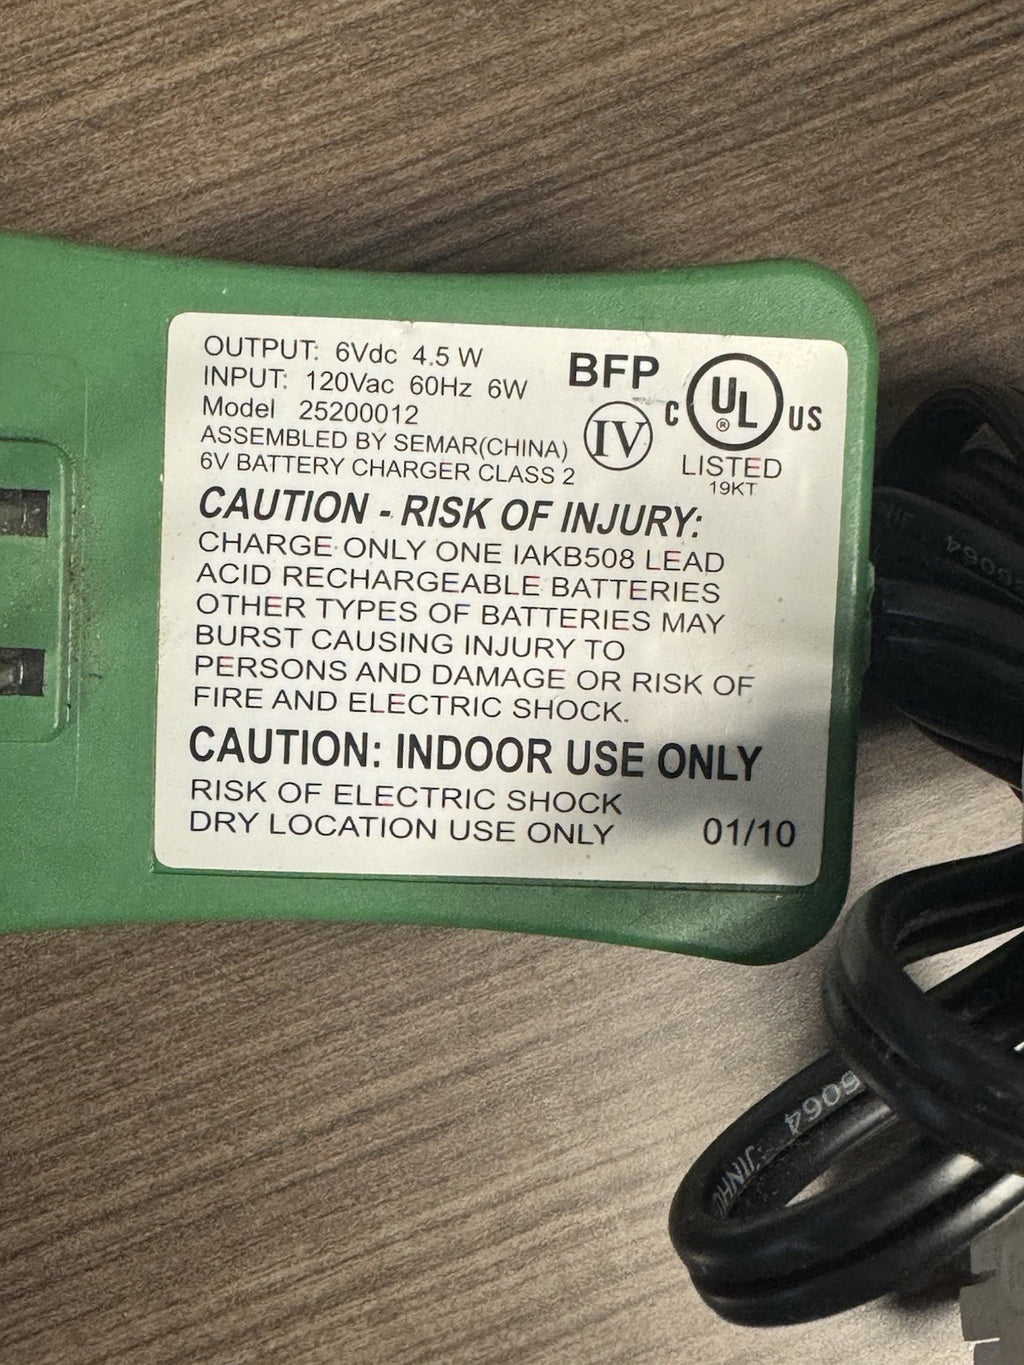 OUTPUT: 6Vdc 4.5 W
INPUT: 120Vac 60Hz 6W
Model 25200012
ASSEMBLED BY SEMAR(CHINA)
6V BATTERY CHARGER CLASS 2
BFP
IV
C UL® US
LISTED
19KT
CAUTION - RISK OF INJURY:
CHARGE ONLY ONE IAKB508 LEAD
ACID RECHARGEABLE BATTERIES
OTHER TYPES OF BATTERIES MAY
BURST CAUSING INJURY TO
PERSONS AND DAMAGE OR RISK OF
FIRE AND ELECTRIC SHOCK.
CAUTION: INDOOR USE ONLY
RISK OF ELECTRIC SHOCK
DRY LOCATION USE ONLY
01/10